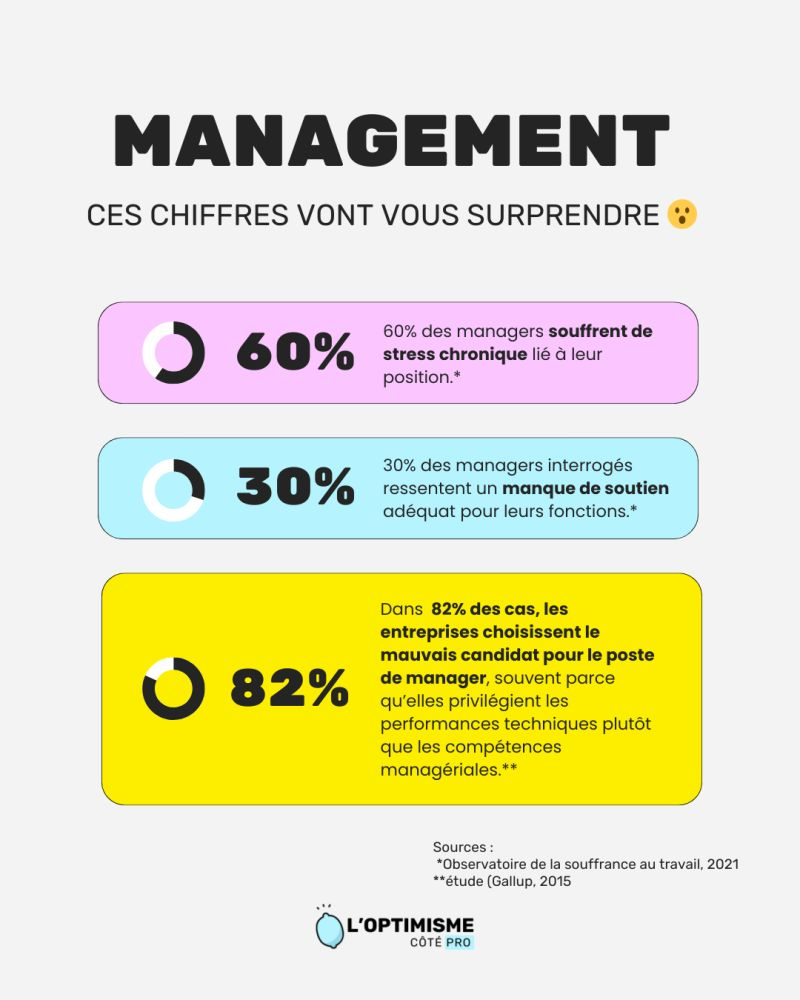 MANAGEMENT
CES CHIFFRES VONT VOUS SURPRENDRE 😮
60%
60% des managers souffrent de
stress chronique lié à leur
position.*
30%
30% des managers interrogés
ressentent un manque de soutien
adéquat pour leurs fonctions.*
82%
Dans 82% des cas, les
entreprises choisissent le
mauvais candidat pour le poste
de manager, souvent parce
qu'elles privilégient les
performances techniques plutôt
que les compétences
managériales.**
Sources :
*Observatoire de la souffrance au travail, 2021
**étude (Gallup, 2015
L'OPTIMISME
CÔTÉ PRO